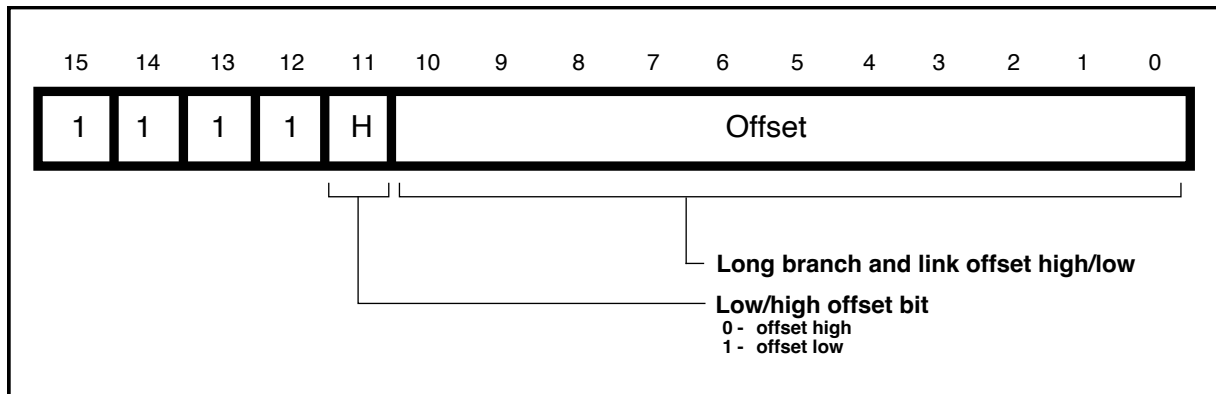 15 14 13 12 11 10 9 8 7 6 5 4 3 2 1 0
1 1 1 1 H Offset
Long branch and link offset high/low
Low/high offset bit
0 - offset high
1 - offset low